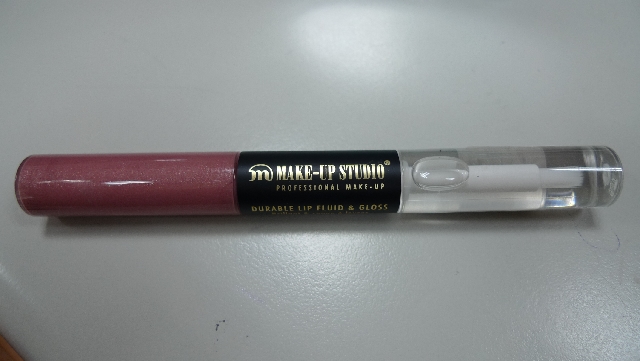 m MAKE-UP STUDIO®
PROFESSIONAL MAKE-UP
DURABLE LIP FLUID & GLOSS